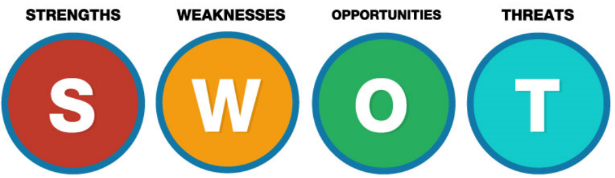 STRENGTHS WEAKNESSES OPPORTUNITIES THREATS
S W O T